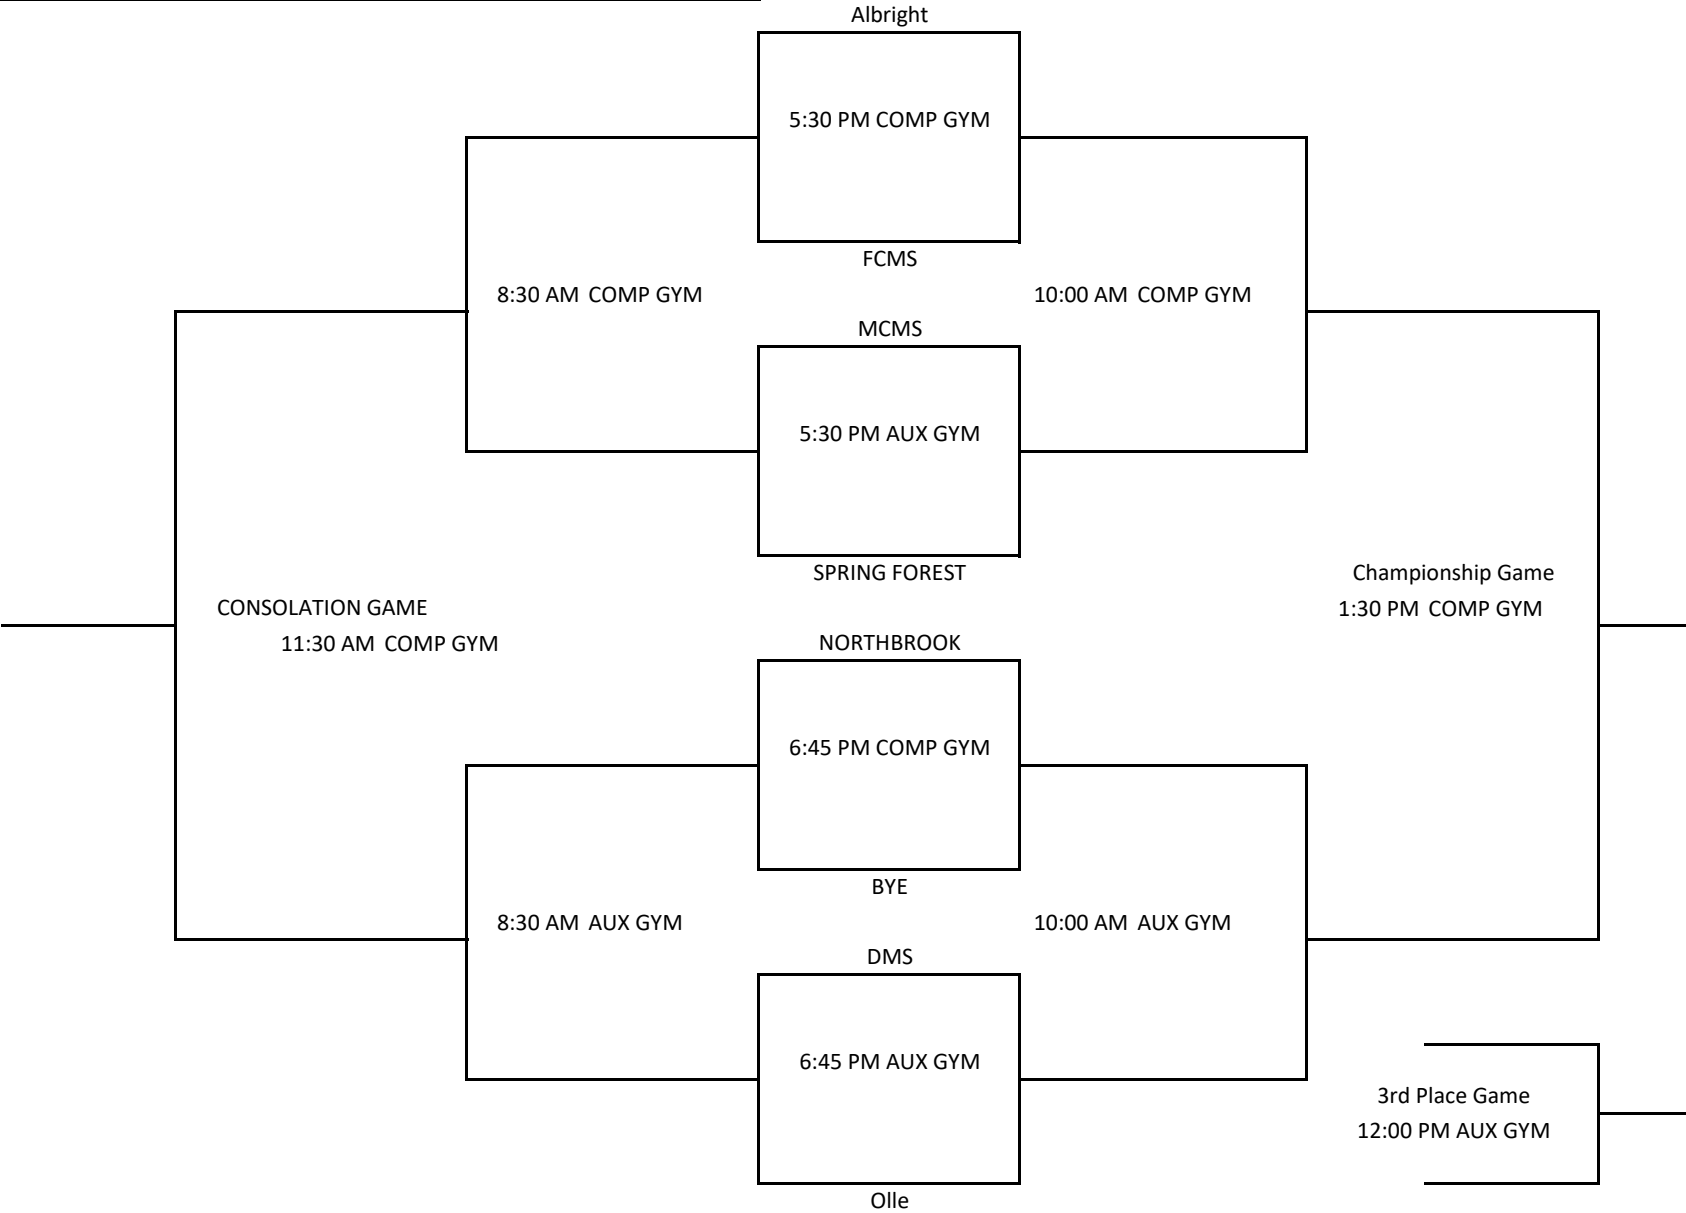 Albright
5:30 PM COMP GYM
FCMS
8:30 AM COMP GYM
10:00 AM COMP GYM
MCMS
5:30 PM AUX GYM
SPRING FOREST
Championship Game
1:30 PM COMP GYM
CONSOLATION GAME
11:30 AM COMP GYM
NORTHBROOK
6:45 PM COMP GYM
BYE
8:30 AM AUX GYM
10:00 AM AUX GYM
DMS
6:45 PM AUX GYM
3rd Place Game
12:00 PM AUX GYM
Olle